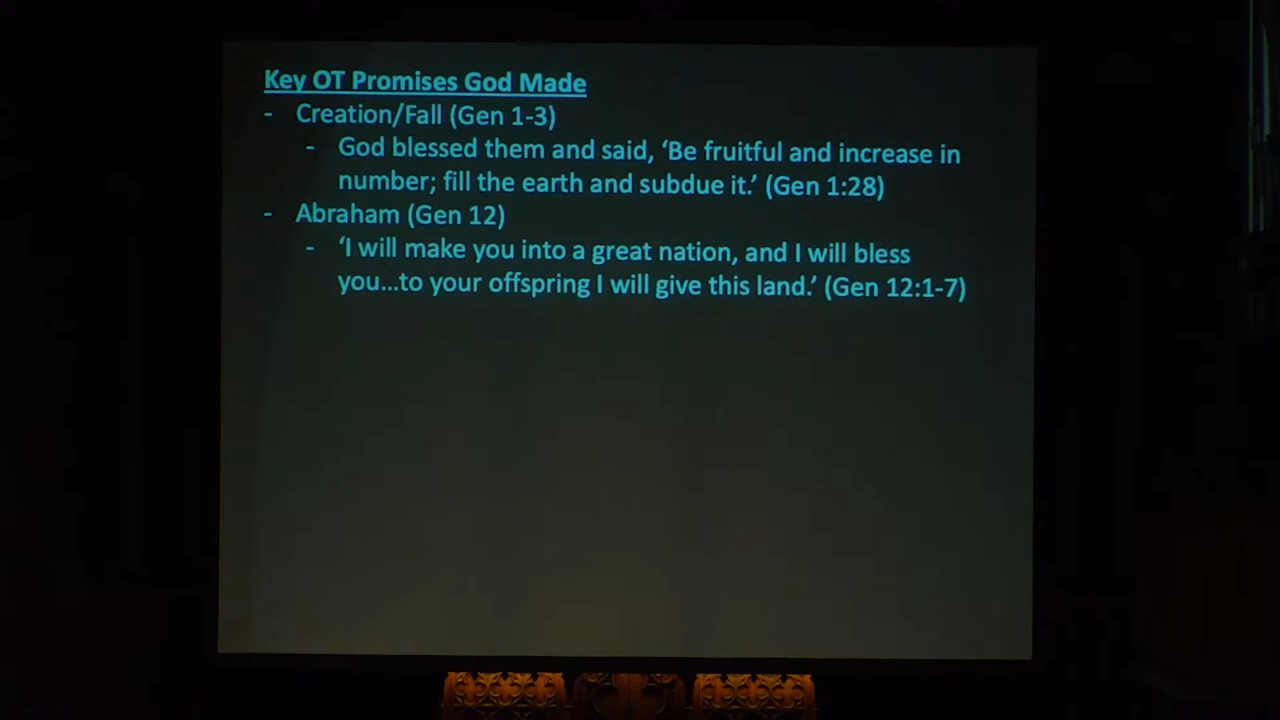 Key OT Promises God Made
- Creation/Fall (Gen 1-3)
- God blessed them and said, ‘Be fruitful and increase in
number; fill the earth and subdue it.’ (Gen 1:28)
- Abraham (Gen 12)
- ‘I will make you into a great nation, and I will bless
you...to your offspring I will give this land.’ (Gen 12:1-7)